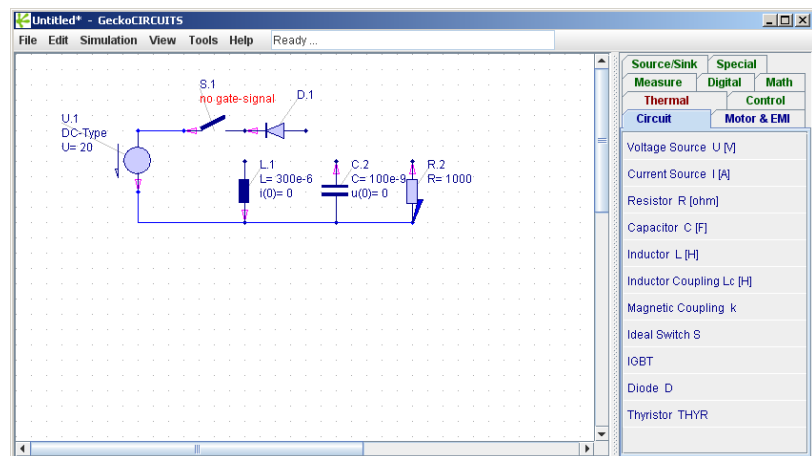 Untitled* - GeckoCIRCUITS
File Edit Simulation View Tools Help Ready ...
S.1
no gate-signal
D.1
U.1
DC-Type
U= 20
L.1
L= 300e-6
i(0)= 0
C.2
C= 100e-9
u(0)= 0
R.2
R= 1000
Source/Sink Special
Measure Digital Math
Thermal Control
Circuit Motor & EMI
Voltage Source U [V]
Current Source I [A]
Resistor R [ohm]
Capacitor C [F]
Inductor L [H]
Inductor Coupling Lc [H]
Magnetic Coupling k
Ideal Switch S
IGBT
Diode D
Thyristor THYR